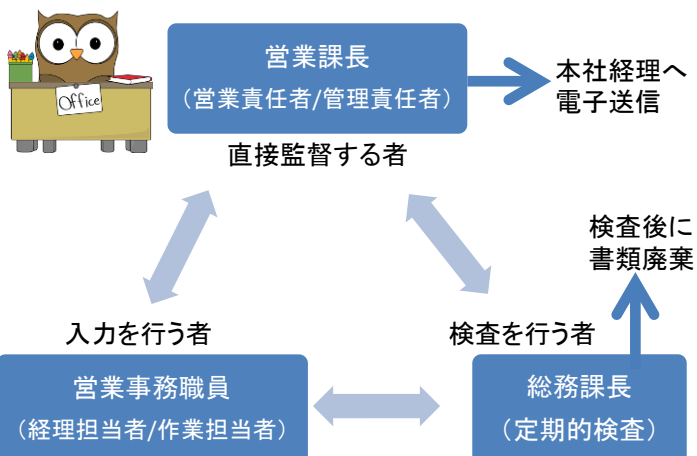 Office
営業課長
（営業責任者/管理責任者）
本社経理へ
電子送信
直接監督する者
検査後に
書類廃棄
入力を行う者
検査を行う者
営業事務職員
（経理担当者/作業担当者）
総務課長
（定期的検査）